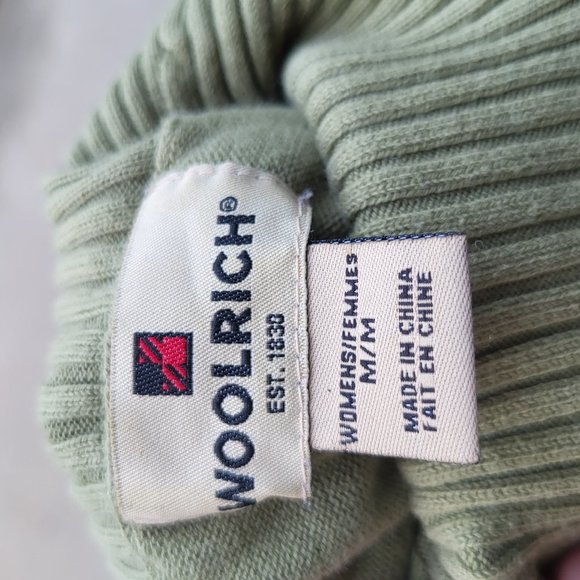 WOOLRICH®
EST. 1830
WOMENS/FEMMES
M/M
MADE IN CHINA
FAIT EN CHINE